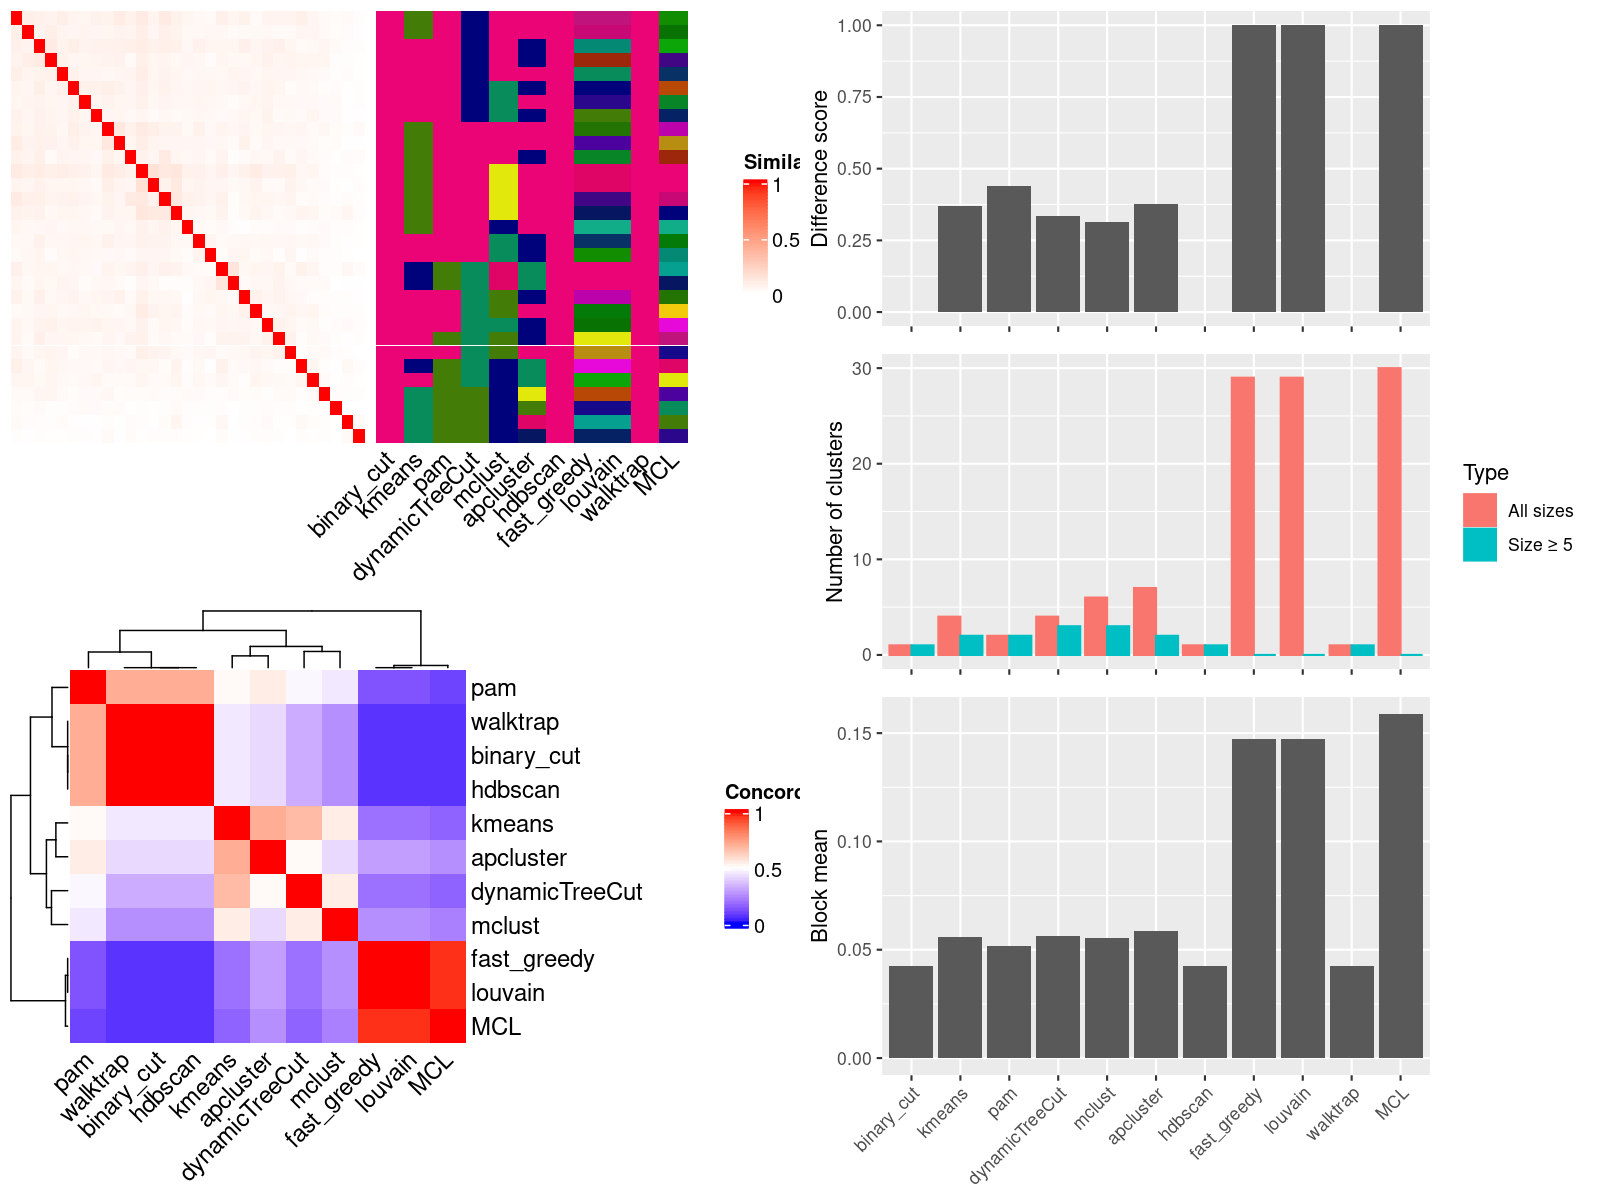 binary_cut
kmeans
pam
dynamicTreeCut
mclust
apcluster
hdbscan
fast_greedy
louvain
walktrap
MCL
Simila
1
0.5
0
pam
walktrap
binary_cut
hdbscan
kmeans
apcluster
dynamicTreeCut
mclust
fast_greedy
louvain
MCL
pam
walktrap
binary_cut
hdbscan
kmeans
apcluster
dynamicTreeCut
mclust
fast_greedy
louvain
MCL
Concorc
1
0.5
0
Difference score
1.00
0.75
0.50
0.25
0.00
Number of clusters
30
20
10
0
Type
All sizes
Size ≥ 5
Block mean
0.15
0.10
0.05
0.00
binary_cut
kmeans
pam
dynamicTreeCut
mclust
apcluster
hdbscan
fast_greedy
louvain
walktrap
MCL